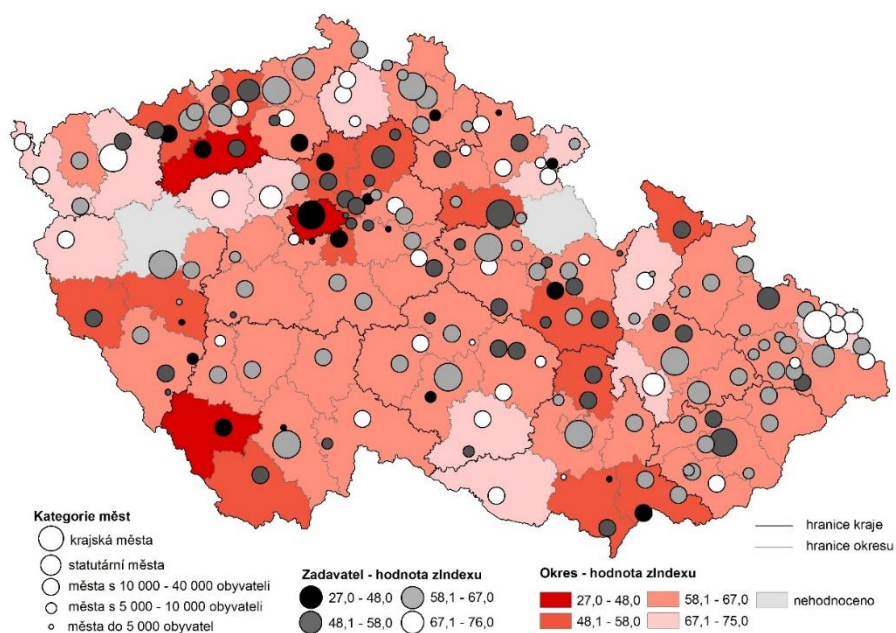 Kategorie měst
krajská města
statutární města
města s 10 000 - 40 000 obyvateli
města s 5 000 - 10 000 obyvateli
města do 5 000 obyvatel
Zadavatel - hodnota zIndexu
27,0 - 48,0
58,1 - 67,0
48,1 - 58,0
67,1 - 76,0
Okres - hodnota zIndexu
27,0 - 48,0
58,1 - 67,0
nehodnoceno
48,1 - 58,0
67,1 - 75,0
hranice kraje
hranice okresu